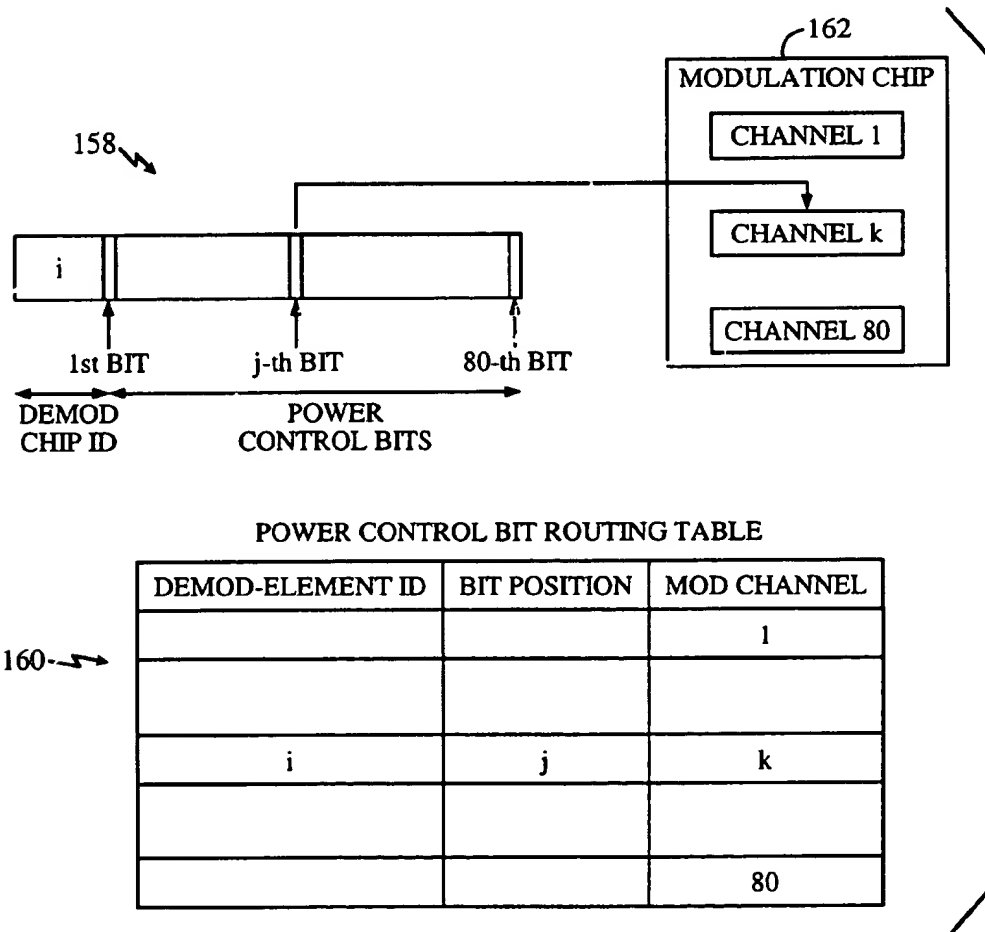 162
MODULATION CHIP
CHANNEL 1
158
CHANNEL k
i
CHANNEL 80
1st BIT
j-th BIT
80-th BIT
DEMOD
CHIP ID
POWER
CONTROL BITS
POWER CONTROL BIT ROUTING TABLE
DEMOD-ELEMENT ID BIT POSITION MOD CHANNEL
1
160
i j k
80